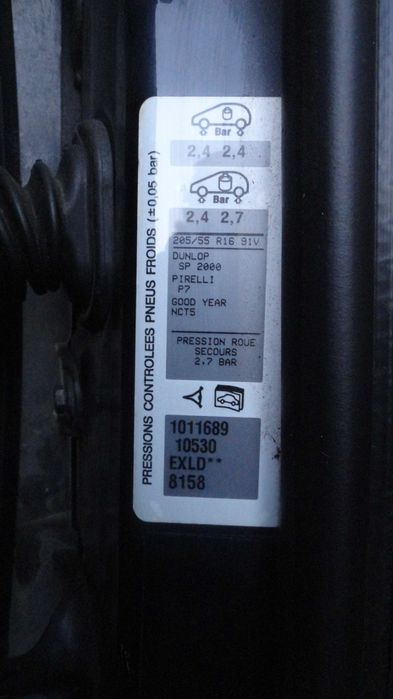 PRESSIONS CONTROLEES PNEUS FROIDS (±0,05 bar)
Bar
2,4 2,4
Bar
2,4 2,7
205/55 R16 91V
DUNLOP
SP 2000
PIRELLI
P7
GOOD YEAR
NCT5
PRESSION ROUE
SECOURS
2.7 BAR
1011689
10530
EXLD**
8158